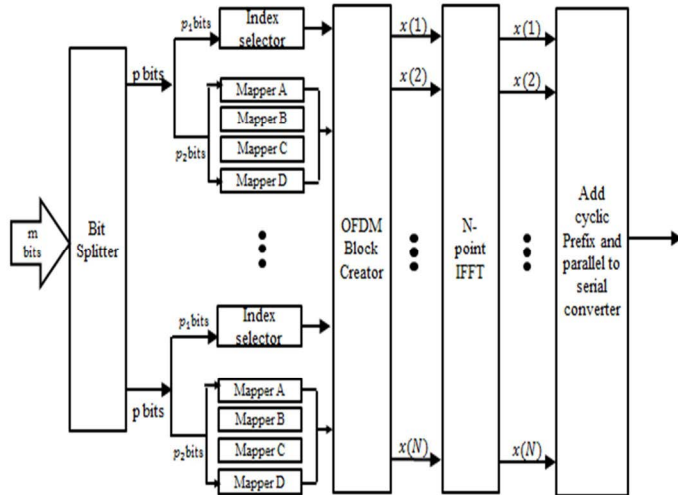 m
bits
Bit
Splitter
p bits
p₁bits
Index
selector
p₂bits
Mapper A
Mapper B
Mapper C
Mapper D
p bits
p₁bits
Index
selector
p₂bits
Mapper A
Mapper B
Mapper C
Mapper D
OFDM
Block
Creator
x(1)
x(2)
x(N)
N-
point
IFFT
x(1)
x(2)
x(N)
Add
cyclic
Prefix and
parallel to
serial
converter